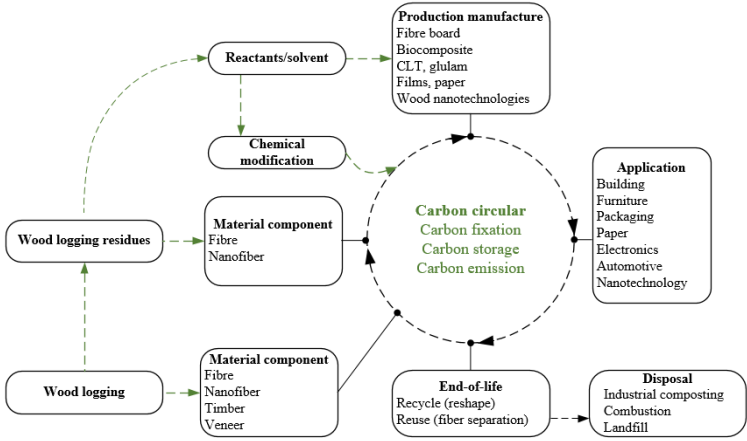 Production manufacture
Fibre board
Biocomposite
CLT, glulam
Films, paper
Wood nanotechnologies
Reactants/solvent
Chemical
modification
Application
Building
Furniture
Packaging
Paper
Electronics
Automotive
Nanotechnology
Carbon circular
Carbon fixation
Carbon storage
Carbon emission
Wood logging residues
Material component
Fibre
Nanofiber
Wood logging
Material component
Fibre
Nanofiber
Timber
Veneer
End-of-life
Recycle (reshape)
Reuse (fiber separation)
Disposal
Industrial composting
Combustion
Landfill